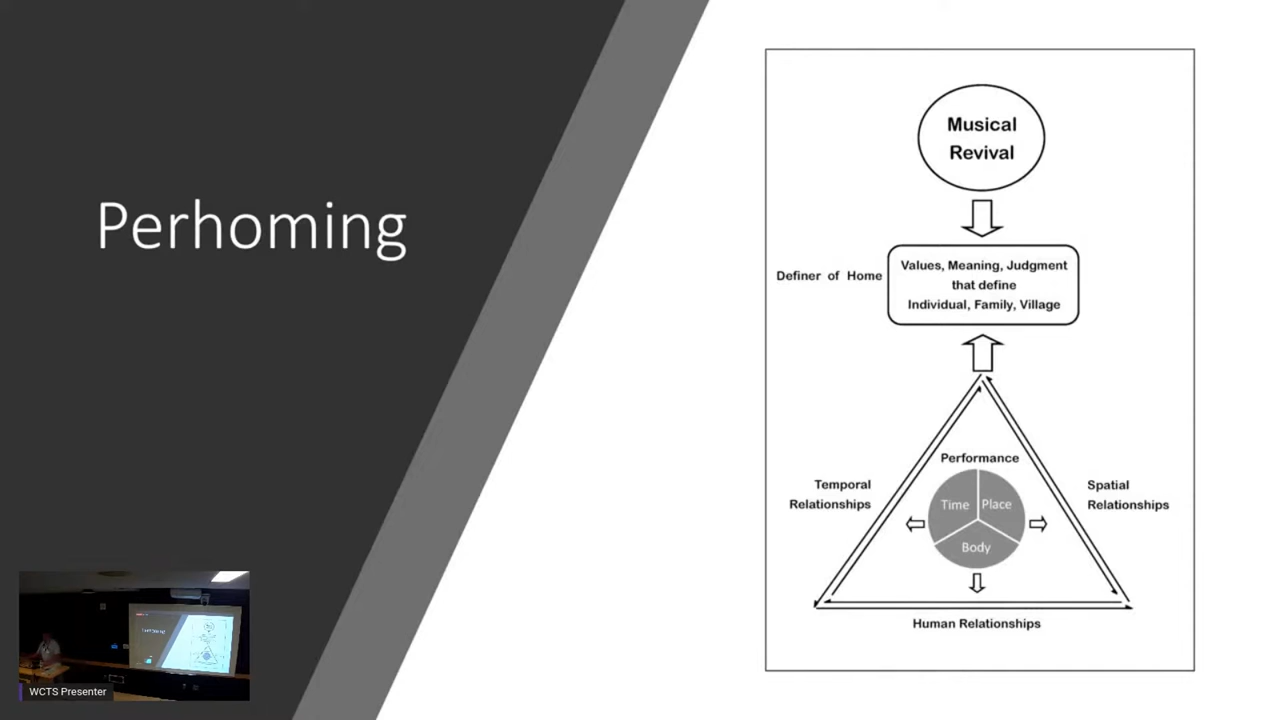 Perhoming
Musical
Revival
Definer of Home
Values, Meaning, Judgment
that define
Individual, Family, Village
Performance
Temporal
Relationships
Spatial
Relationships
Time
Place
Body
Human Relationships
WCTS Presenter